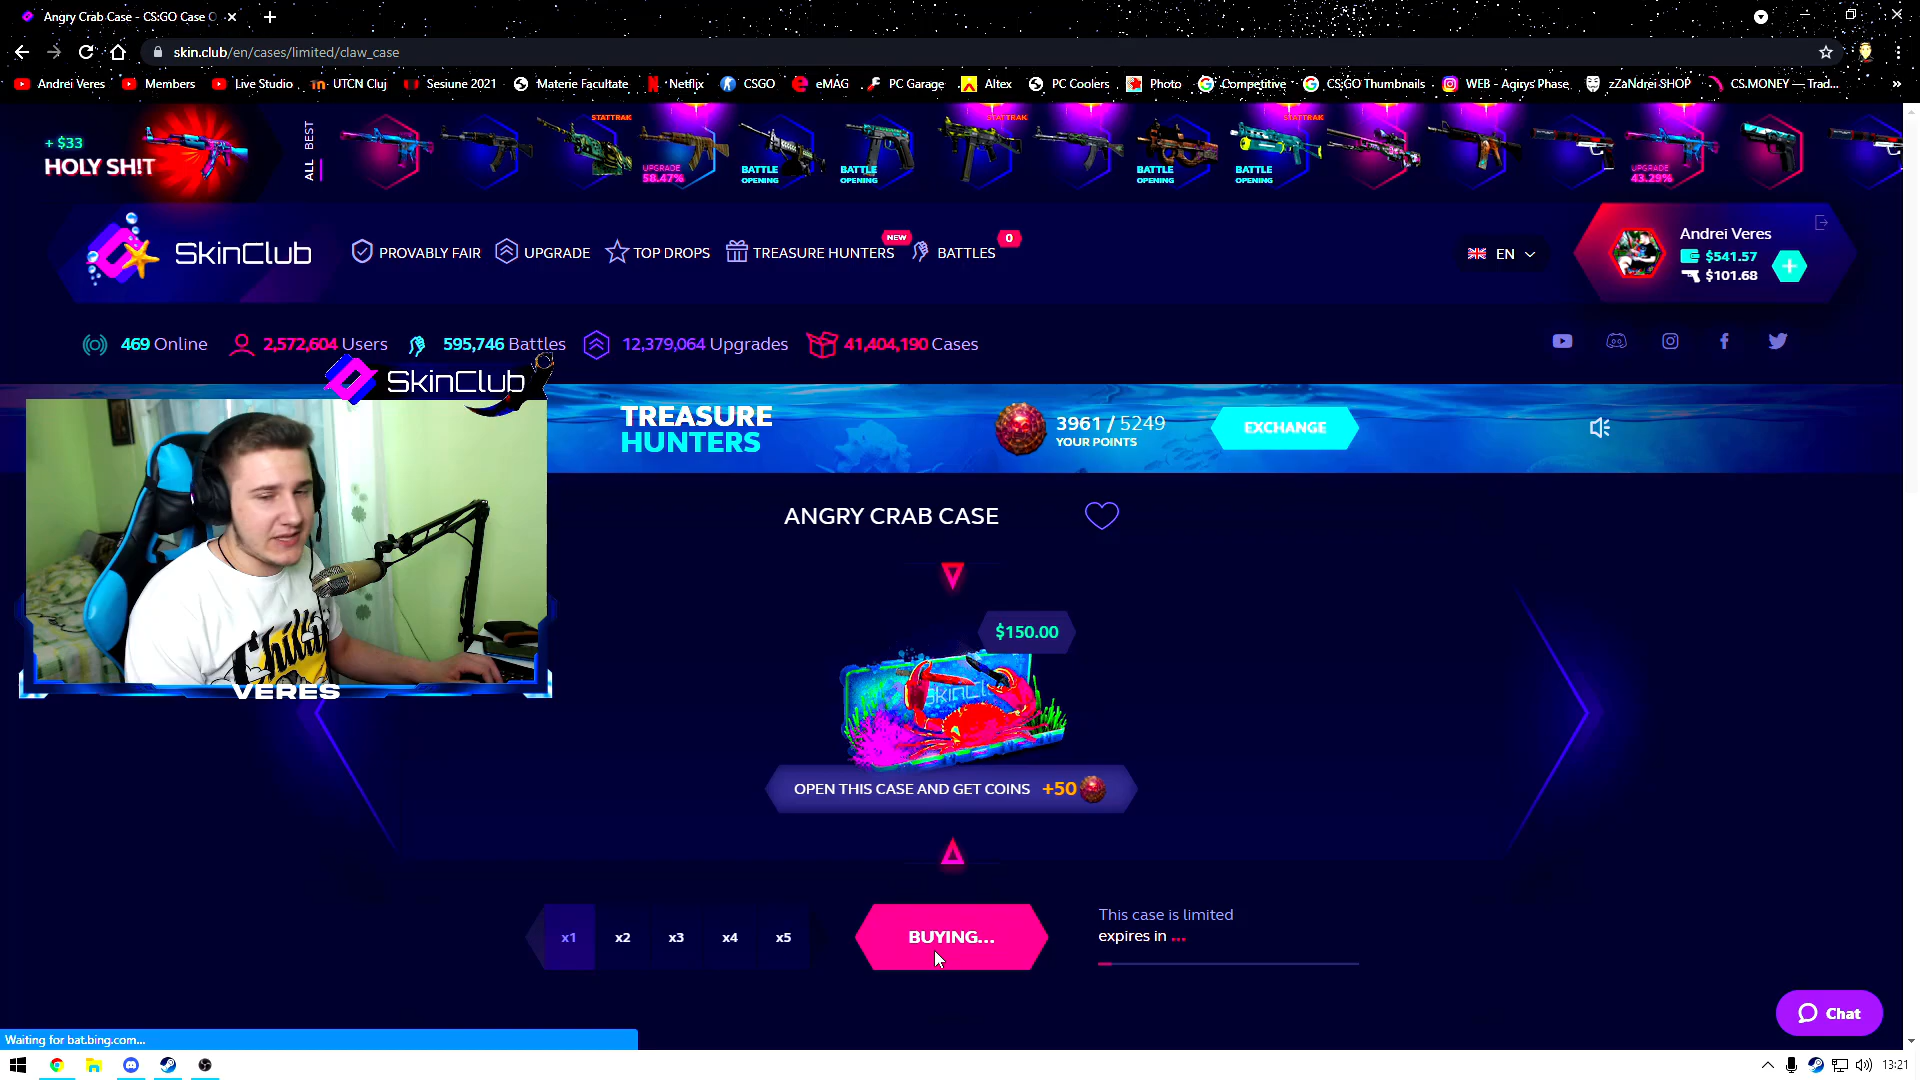 Angry Crab Case - CS:GO Case O
skin.club/en/cases/limited/claw_case
Andrei Veres
Members
Live Studio
UTCN Cluj
Sesiune 2021
Materie Facultate
Netflix
CSGO
eMAG
PC Garage
Altex
PC Coolers
Photo
Competitive
CS:GO Thumbnails
WEB - Aqirys Phase
zZaNdrei SHOP
CS.MONEY — Trad...
+ $33
HOLY SH!T
ALL BEST
STATTRAK
UPGRADE
58.47%
BATTLE
OPENING
BATTLE
OPENING
STATTRAK
BATTLE
OPENING
STATTRAK
BATTLE
OPENING
UPGRADE
43.29%
SkinClub
PROVABLY FAIR
UPGRADE
TOP DROPS
TREASURE HUNTERS
NEW
BATTLES
0
EN
Andrei Veres
$541.57
$101.68
469 Online
2,572,604 Users
595,746 Battles
12,379,064 Upgrades
41,404,190 Cases
SkinClub
TREASURE
HUNTERS
3961 / 5249
YOUR POINTS
EXCHANGE
ANGRY CRAB CASE
$150.00
SkinClu
OPEN THIS CASE AND GET COINS +50
Chillin
VERES
x1
x2
x3
x4
x5
BUYING...
This case is limited
expires in ...
Chat
Waiting for bat.bing.com...
13:21